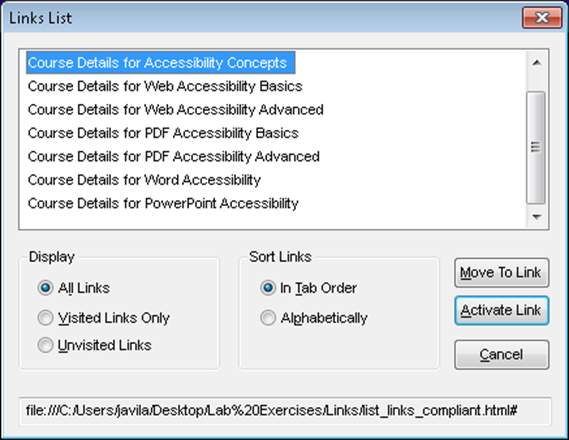 Links List
Course Details for Accessibility Concepts
Course Details for Web Accessibility Basics
Course Details for Web Accessibility Advanced
Course Details for PDF Accessibility Basics
Course Details for PDF Accessibility Advanced
Course Details for Word Accessibility
Course Details for PowerPoint Accessibility
Display
All Links
Visited Links Only
Unvisited Links
Sort Links
In Tab Order
Alphabetically
Move To Link
Activate Link
Cancel
file:///C:/Users/javila/Desktop/Lab%20Exercises/Links/list_links_compliant.html#